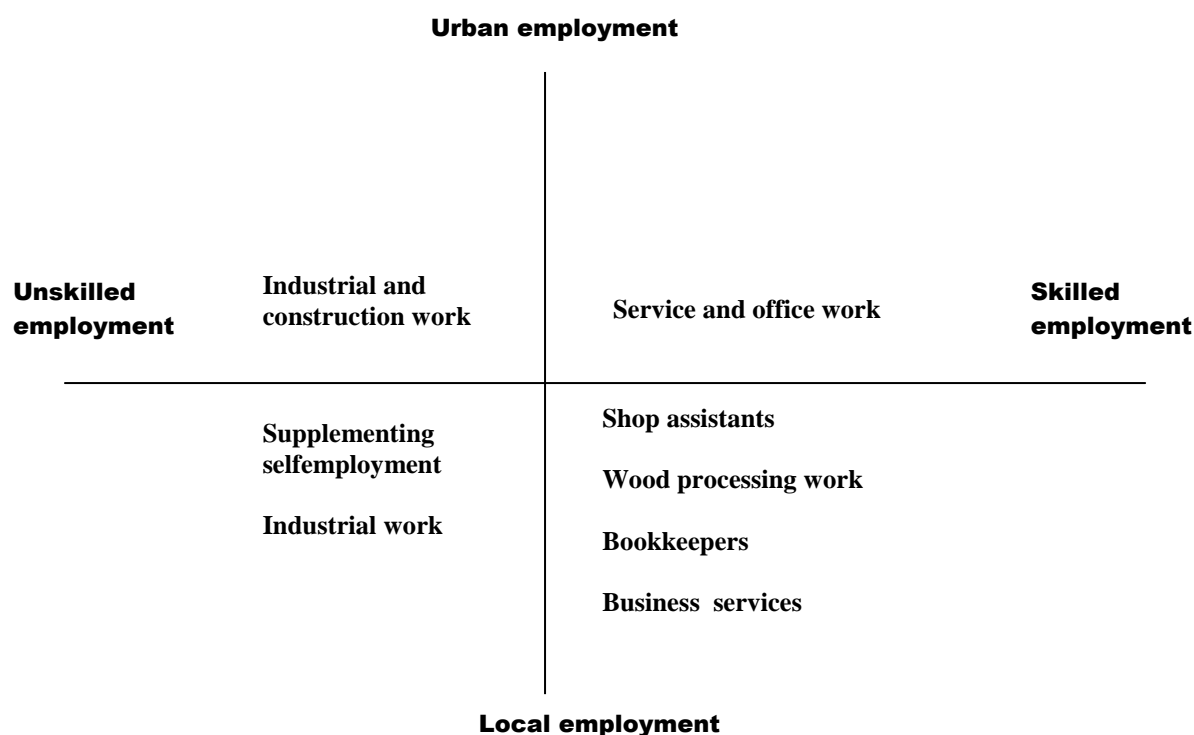 Urban employment
Unskilled
employment
Industrial and
construction work
Service and office work
Skilled
employment
Supplementing
selfemployment
Industrial work
Shop assistants
Wood processing work
Bookkeepers
Business services
Local employment